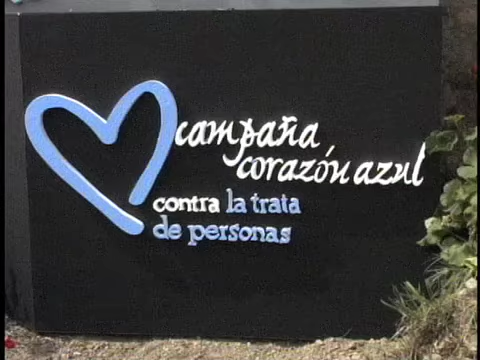 campaña
corazón azul
contra la trata
de personas